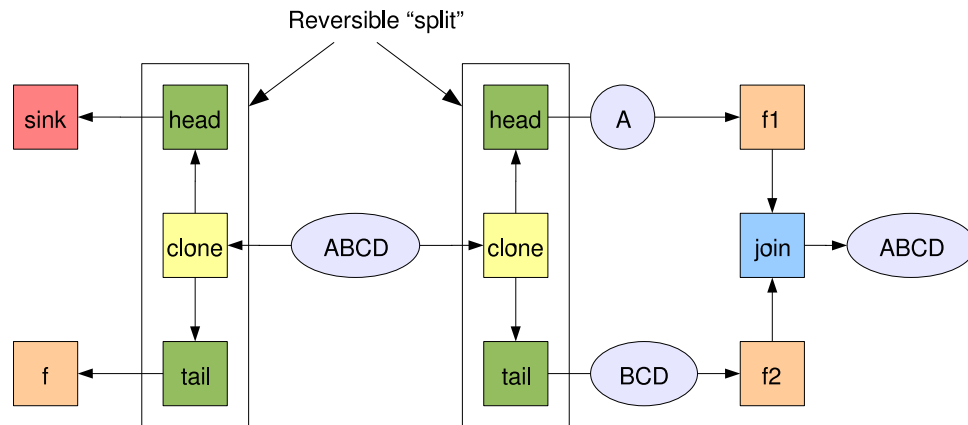 Reversible “split”
sink
head
head
A
f1
clone
ABCD
clone
join
ABCD
f
tail
tail
BCD
f2